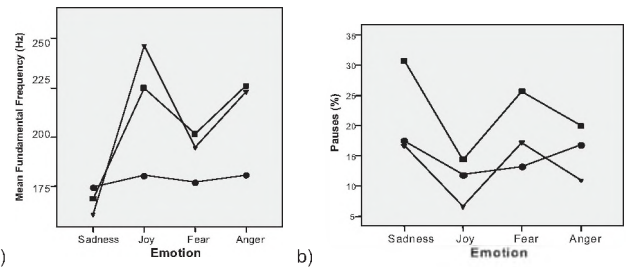 Mean Fundamental Frequency (Hz)
250
225
200
175
Sadness Joy Fear Anger
Emotion
)
Pauses (%)
35
30
25
20
15
10
5
Sadness Joy Fear Anger
Emotion
b)